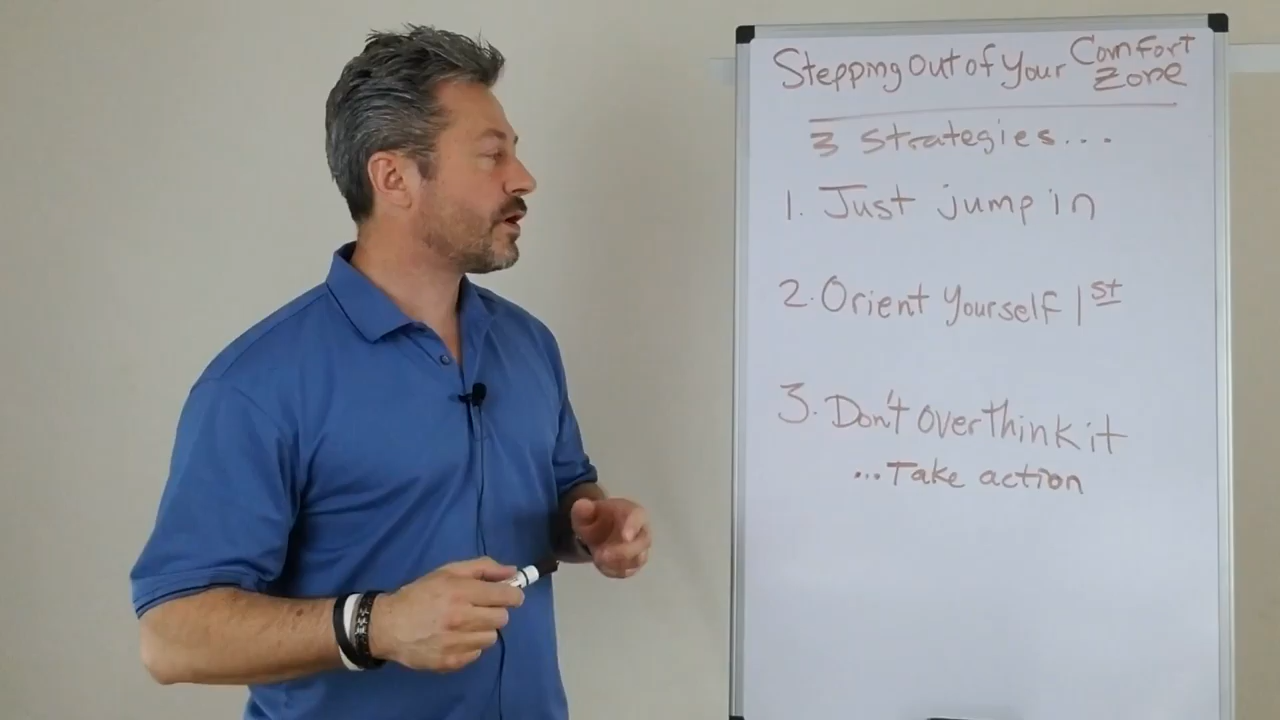 Stepping Out of Your Comfort Zone
3 Strategies...
1. Just jump in
2. Orient Yourself 1st
3. Don't overthink it
...Take action